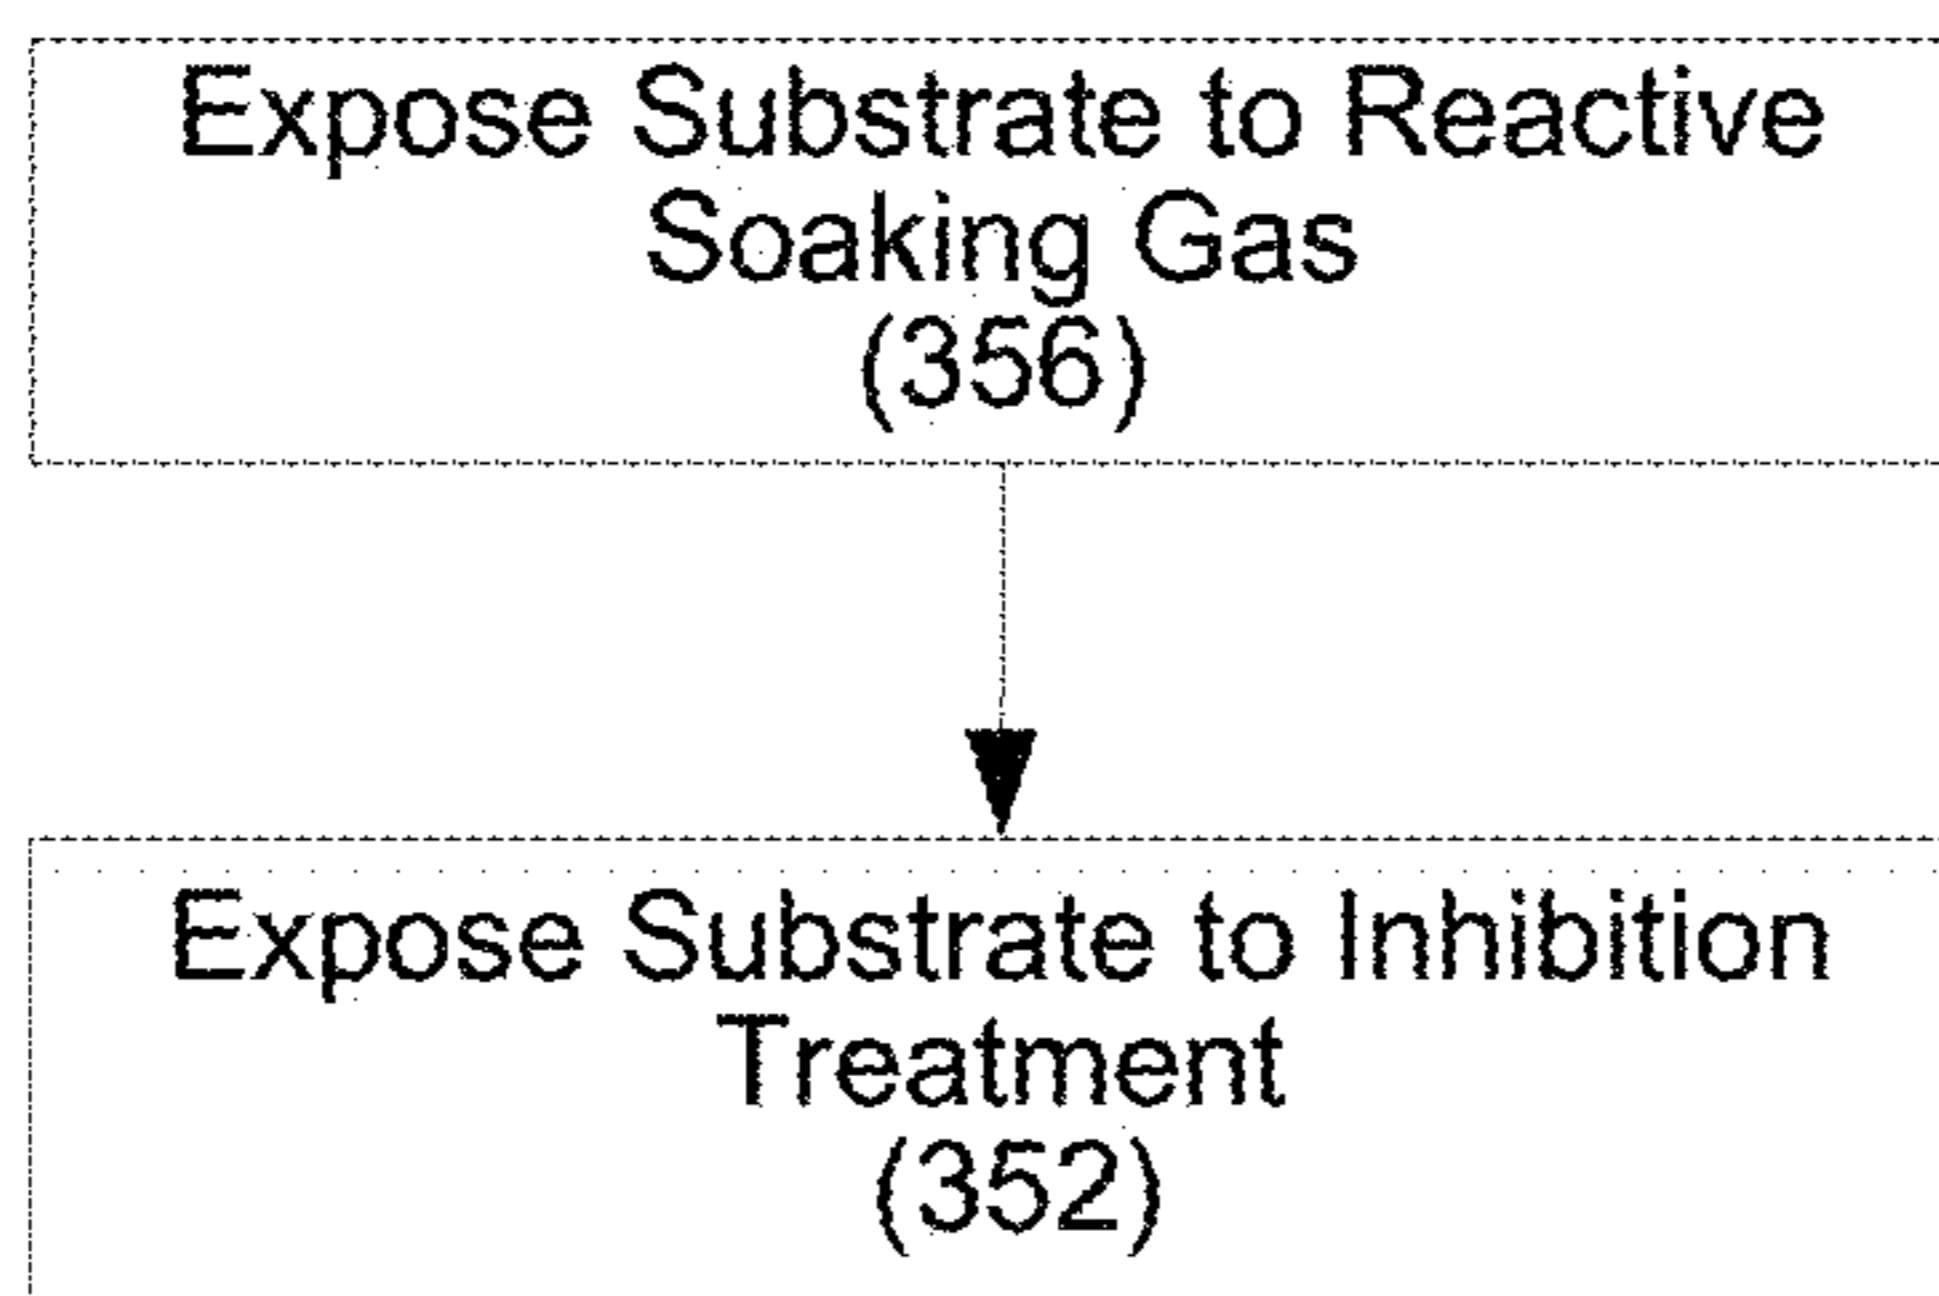 Expose Substrate to Reactive
Soaking Gas
(356)
Expose Substrate to Inhibition
Treatment
(352)